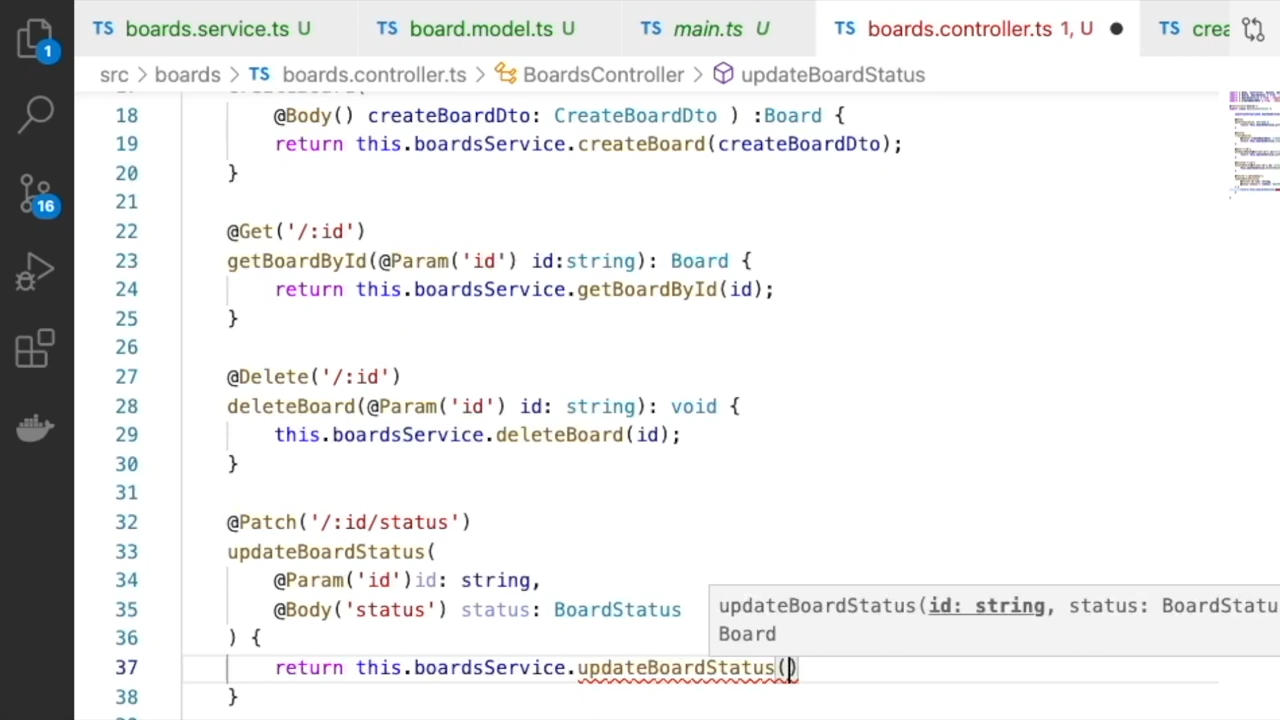 TS boards.service.ts U TS board.model.ts U TS main.ts U TS boards.controller.ts 1, U TS crea
1
src > boards > TS boards.controller.ts > BoardsController > updateBoardStatus
18 @Body() createBoardDto: CreateBoardDto ) :Board {
19 return this.boardsService.createBoard(createBoardDto);
20 }
16
21
22 @Get('/:id')
23 getBoardById(@Param('id') id:string): Board {
24 return this.boardsService.getBoardById(id);
25 }
26
27 @Delete('/:id')
28 deleteBoard(@Param('id') id: string): void {
29 this.boardsService.deleteBoard(id);
30 }
31
32 @Patch('/:id/status')
33 updateBoardStatus(
34 @Param('id')id: string,
35 @Body('status') status: BoardStatus
updateBoardStatus(id: string, status: BoardStatu
Board
36 ) {
37 return this.boardsService.updateBoardStatus()
38 }